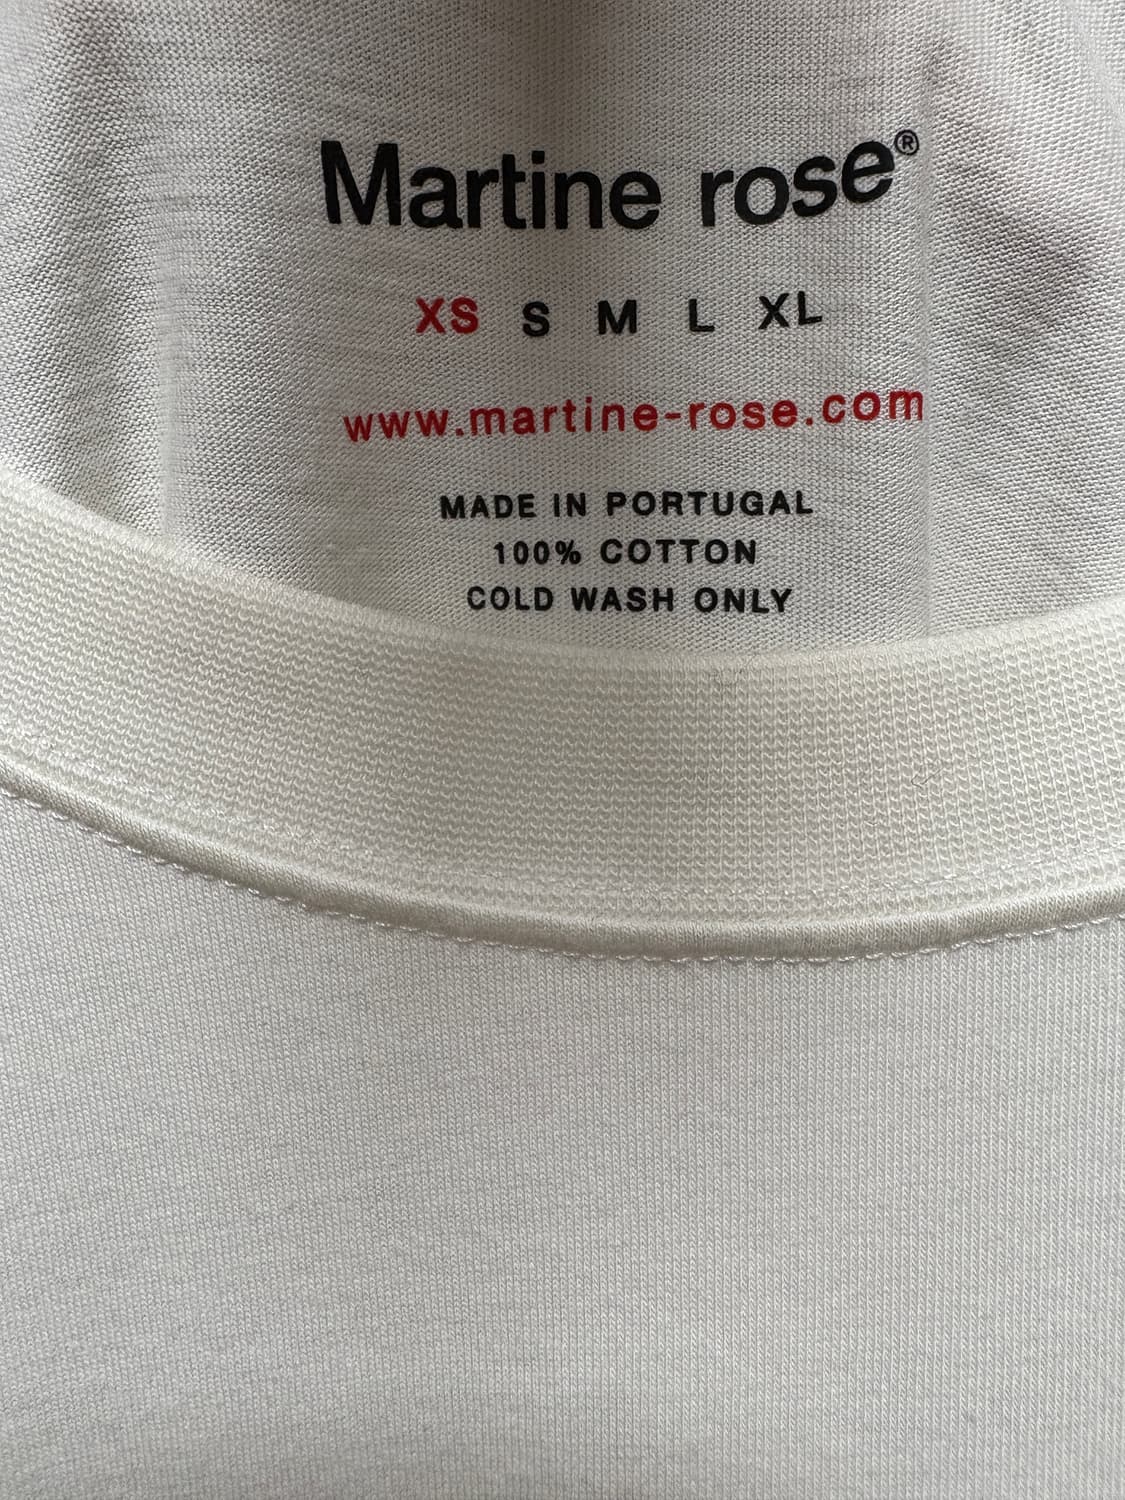 Martine rose®
XS S M L XL
www.martine-rose.com
MADE IN PORTUGAL
100% COTTON
COLD WASH ONLY